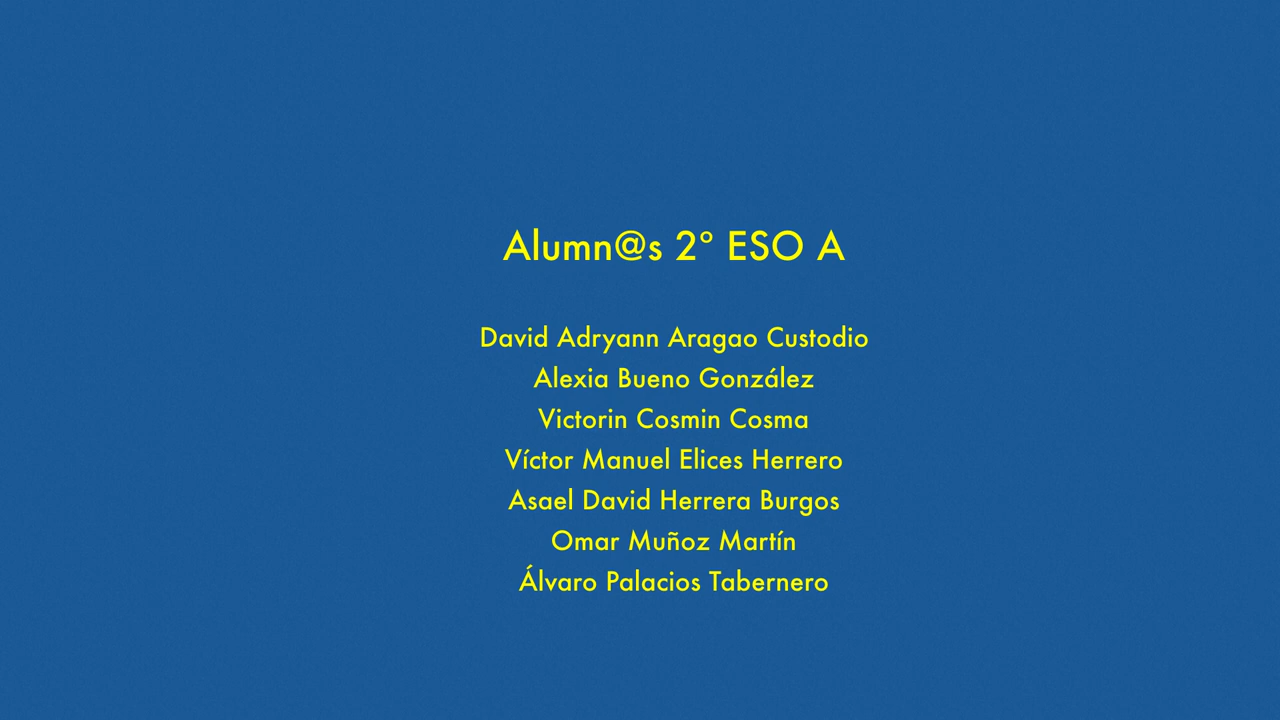 Alumn@s 2º ESO A
David Adryann Aragao Custodio
Alexia Bueno González
Victorin Cosmin Cosma
Víctor Manuel Elices Herrero
Asael David Herrera Burgos
Omar Muñoz Martín
Álvaro Palacios Tabernero